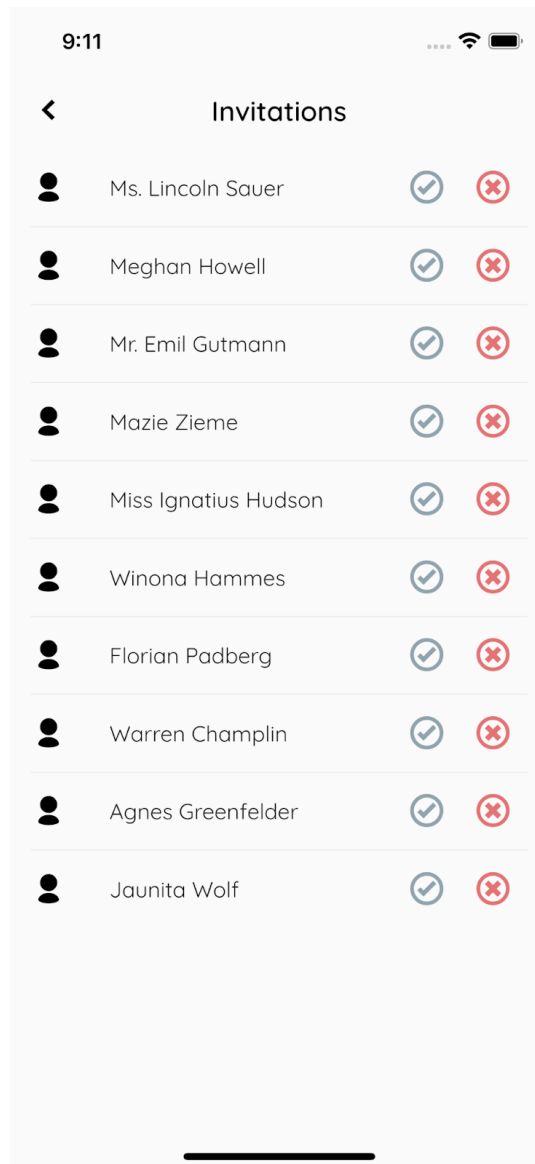 9:11
Invitations
Ms. Lincoln Sauer
Meghan Howell
Mr. Emil Gutmann
Mazie Zieme
Miss Ignatius Hudson
Winona Hammes
Florian Padberg
Warren Champlin
Agnes Greenfelder
Jaunita Wolf